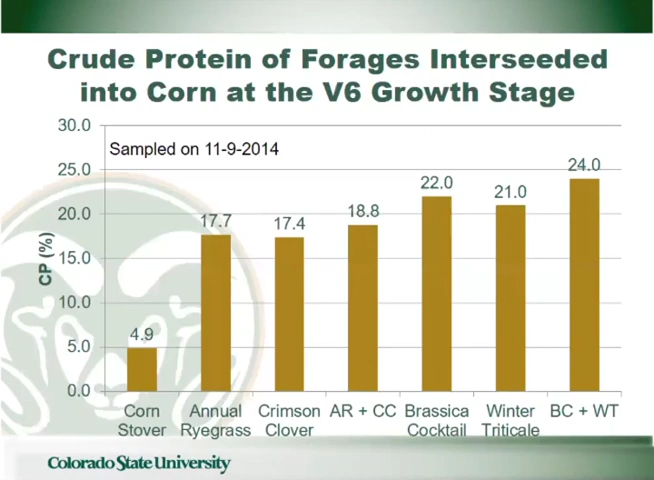 Crude Protein of Forages Interseeded
into Corn at the V6 Growth Stage
30.0
Sampled on 11-9-2014
25.0
24.0
22.0
21.0
20.0
18.8
17.7
17.4
15.0
CP (%)
10.0
5.0
4.9
0.0
Corn Annual Crimson AR + CC Brassica Winter BC + WT
Stover Ryegrass Clover Cocktail Triticale
Colorado State University